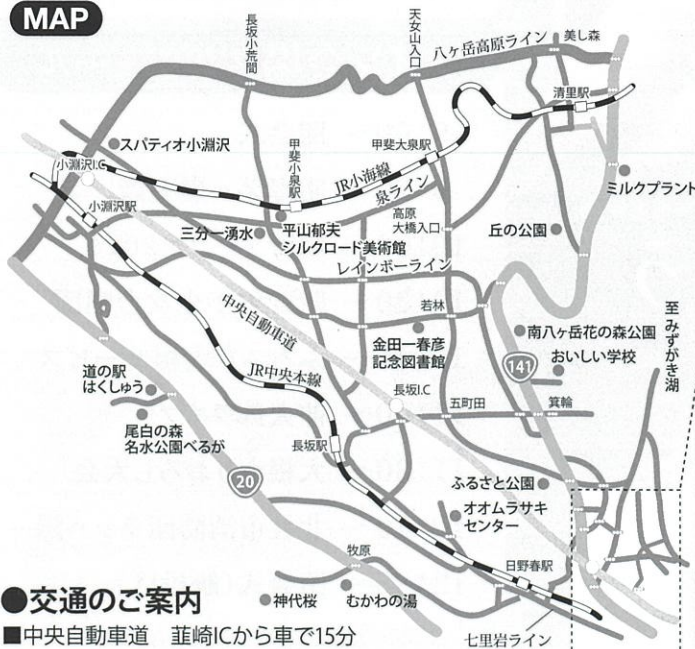 MAP
長坂小荒間
天女山入口
八ヶ岳高原ライン
美し森
清里駅
スパティオ小淵沢
小淵沢I.C
甲斐小泉駅
甲斐大泉駅
JR小海線
泉ライン
ミルクプラント
小淵沢駅
三分一湧水
平山郁夫
シルクロード美術館
高原
大橋入口
丘の公園
レインボーライン
中央自動車道
若林
金田一春彦
記念図書館
南八ヶ岳花の森公園
至みずがき湖
JR中央本線
141
おいしい学校
道の駅
はくしゅう
長坂I.C
五町田
箕輪
尾白の森
名水公園べるが
長坂駅
20
ふるさと公園
オオムラサキ
センター
牧原
日野春駅
神代桜
むかわの湯
七里岩ライン
●交通のご案内
■中央自動車道 韮崎ICから車で15分